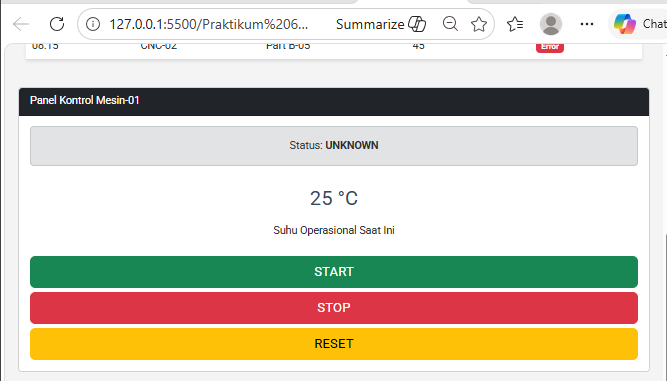 127.0.0.1:5500/Praktikum%206... Summarize
Chat
08.15 CNC-02 Part B-05 45 Error
Panel Kontrol Mesin-01
Status: UNKNOWN
25 °C
Suhu Operasional Saat Ini
START
STOP
RESET